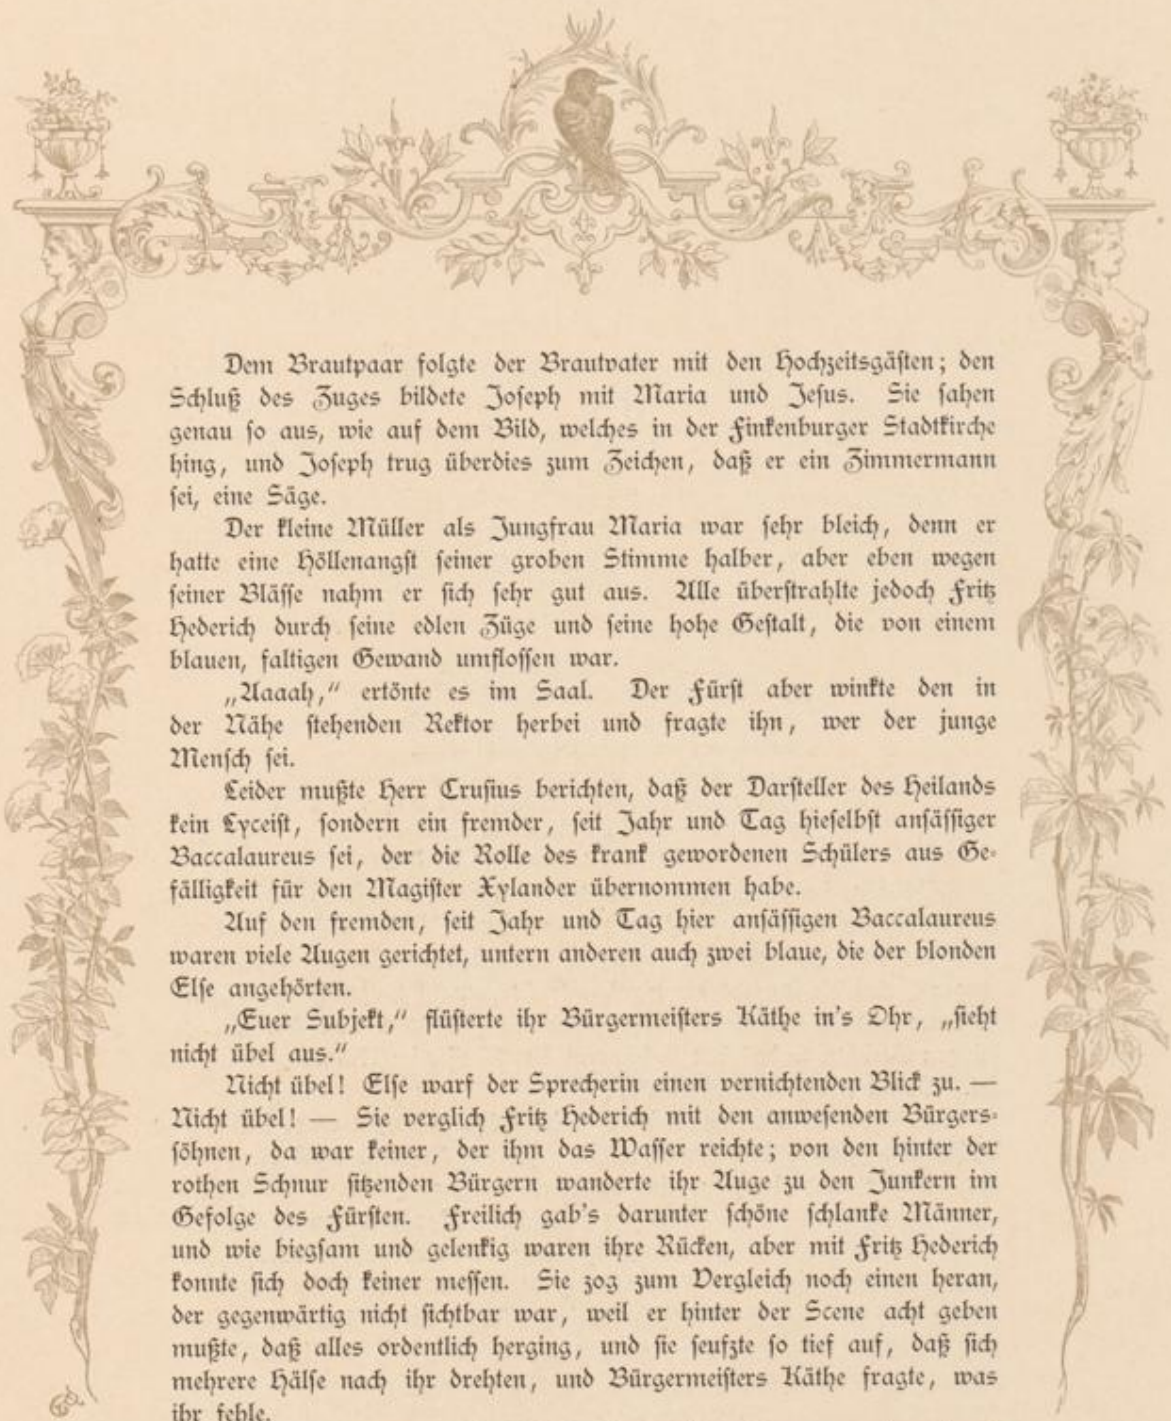 Dem Brautpaar folgte der Brautvater mit den Hochzeitsgästen; den
Schluß des Zuges bildete Joseph mit Maria und Jesus. Sie sahen
genau so aus, wie auf dem Bild, welches in der Finkenburger Stadtkirche
hing, und Joseph trug überdies zum Zeichen, daß er ein Zimmermann
sei, eine Säge.
Der kleine Müller als Jungfrau Maria war sehr bleich, denn er
hatte eine Höllenangst seiner groben Stimme halber, aber eben wegen
seiner Blässe nahm er sich sehr gut aus. Alle überstrahlte jedoch Fritz
Hederich durch seine edlen Züge und seine hohe Gestalt, die von einem
blauen, faltigen Gewand umflossen war.
„Aaaah,“ ertönte es im Saal. Der Fürst aber winkte den in
der Nähe stehenden Rektor herbei und fragte ihn, wer der junge
Mensch sei.
Leider mußte Herr Crusius berichten, daß der Darsteller des Heilands
kein Lyceist, sondern ein fremder, seit Jahr und Tag hieselbst ansässiger
Baccalaureus sei, der die Rolle des krank gewordenen Schülers aus Ge-
fälligkeit für den Magister Xylander übernommen habe.
Auf den fremden, seit Jahr und Tag hier ansässigen Baccalaureus
waren viele Augen gerichtet, untern anderen auch zwei blaue, die der blonden
Else angehörten.
„Euer Subjekt,“ flüsterte ihr Bürgermeisters Käthe in's Ohr, „sieht
nicht übel aus.“
Nicht übel! Else warf der Sprecherin einen vernichtenden Blick zu. —
Nicht übel! — Sie verglich Fritz Hederich mit den anwesenden Bürgers-
söhnen, da war keiner, der ihm das Wasser reichte; von den hinter der
rothen Schnur sitzenden Bürgern wanderte ihr Auge zu den Junkern im
Gefolge des Fürsten. Freilich gab's darunter schöne schlanke Männer,
und wie biegsam und gelenkig waren ihre Rücken, aber mit Fritz Hederich
konnte sich doch keiner messen. Sie zog zum Vergleich noch einen heran,
der gegenwärtig nicht sichtbar war, weil er hinter der Scene acht geben
mußte, daß alles ordentlich herging, und sie seufzte so tief auf, daß sich
mehrere Hälse nach ihr drehten, und Bürgermeisters Käthe fragte, was
ihr fehle.